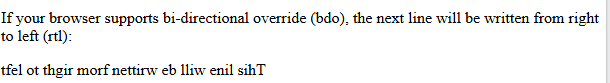 If your browser supports bi-directional override (bdo), the next line will be written from right
to left (rtl):
tfel ot thgir morf nettirw eb lliw enil sihT